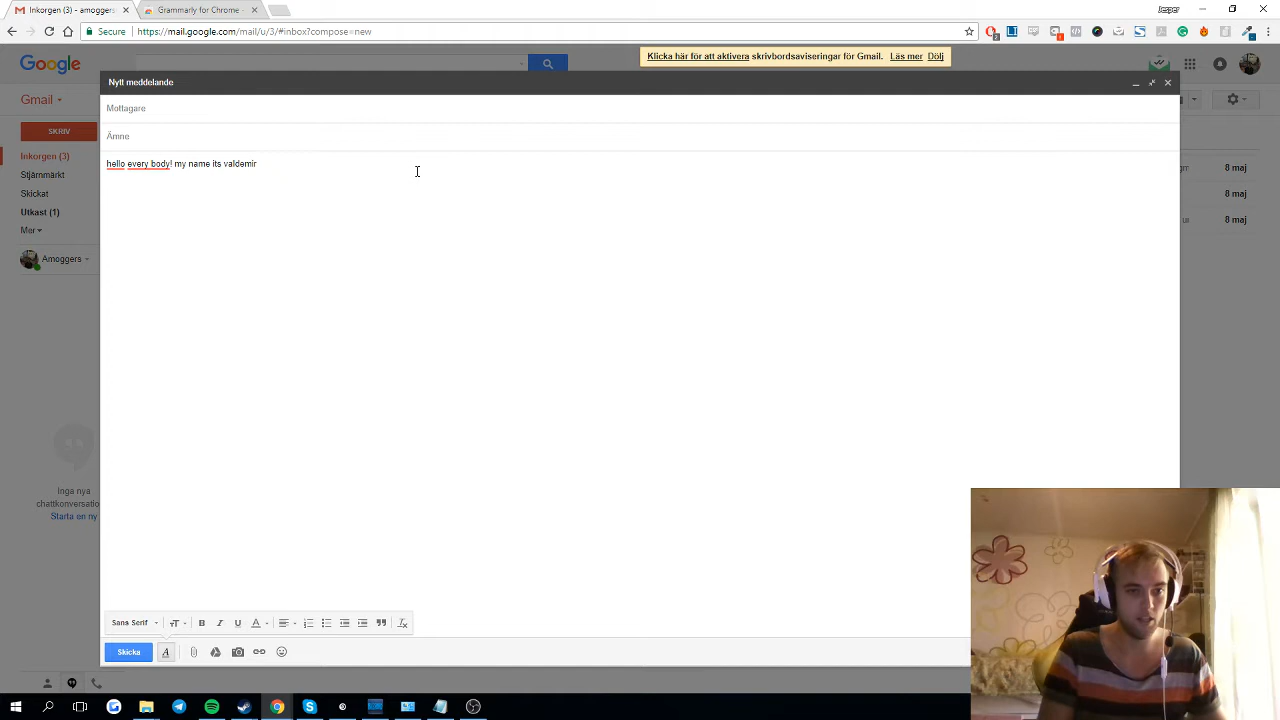 Inkorgen (3) - amoggers
Grammarly for Chrome -
Jesper
Secure
https://mail.google.com/mail/u/3/#inbox?compose=new
Google
Klicka här för att aktivera skrivbordsaviseringar för Gmail. Läs mer Dölj
Gmail
SKRIV
Inkorgen (3)
Stjärnmärkt
Skickat
Utkast (1)
Mer
Amoggers
Nytt meddelande
Mottagare
Ämne
hello every body! my name its valdemir
8 maj
8 maj
8 maj
Inga nya
chattkonversatio
Starta en ny
Sans Serif
Skicka